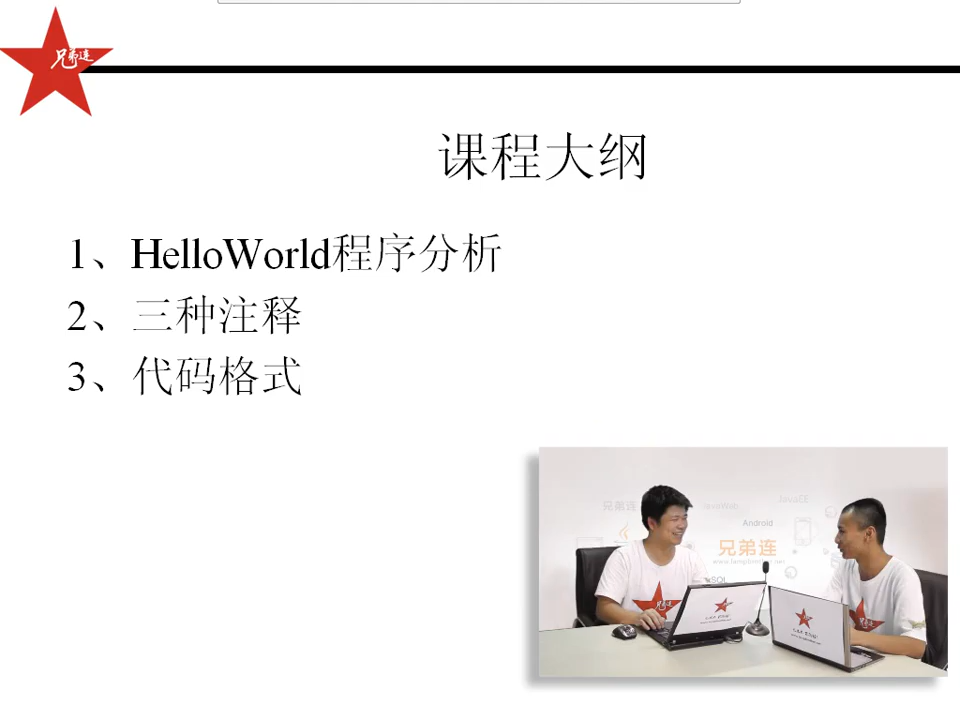 兄弟连
课程大纲
1、HelloWorld程序分析
2、三种注释
3、代码格式
兄弟连
JavaWeb
JavaEE
Android
兄弟连